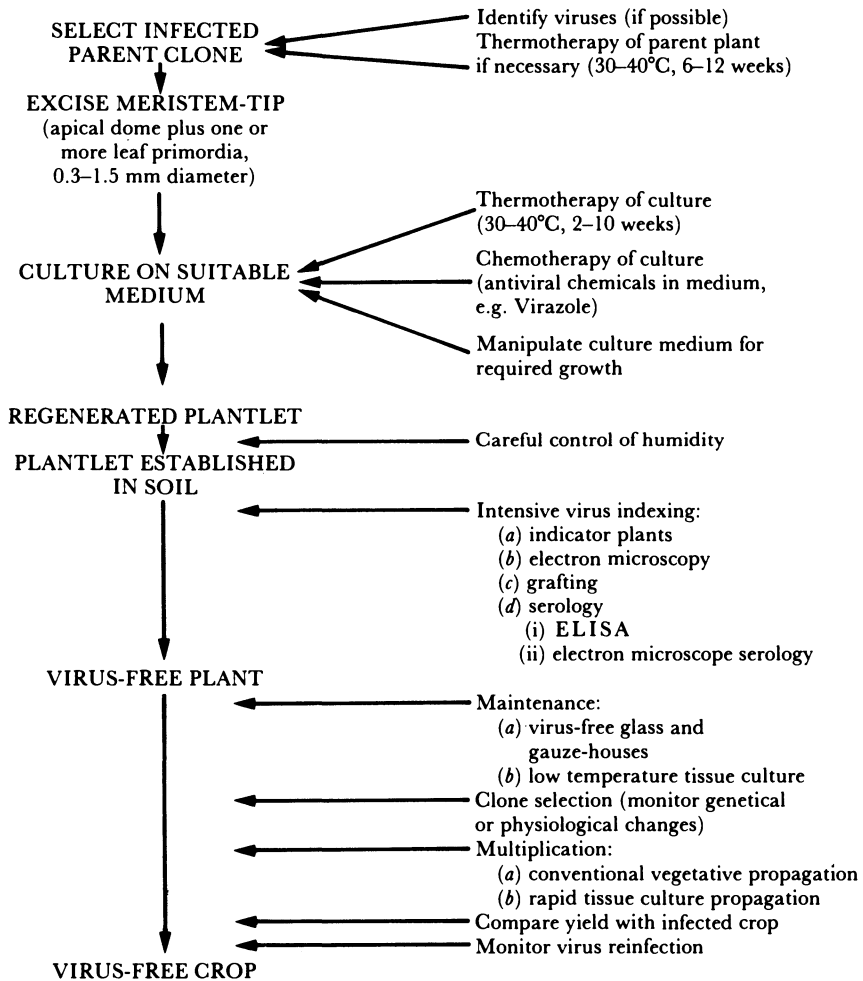 SELECT INFECTED
PARENT CLONE
Identify viruses (if possible)
Thermotherapy of parent plant
if necessary (30–40°C, 6–12 weeks)
EXCISE MERISTEM-TIP
(apical dome plus one or
more leaf primordia,
0.3–1.5 mm diameter)
Thermotherapy of culture
(30–40°C, 2–10 weeks)
CULTURE ON SUITABLE
MEDIUM
Chemotherapy of culture
(antiviral chemicals in medium,
e.g. Virazole)
Manipulate culture medium for
required growth
REGENERATED PLANTLET
Careful control of humidity
PLANTLET ESTABLISHED
IN SOIL
Intensive virus indexing:
(a) indicator plants
(b) electron microscopy
(c) grafting
(d) serology
(i) ELISA
(ii) electron microscope serology
VIRUS-FREE PLANT
Maintenance:
(a) virus-free glass and
gauze-houses
(b) low temperature tissue culture
Clone selection (monitor genetical
or physiological changes)
Multiplication:
(a) conventional vegetative propagation
(b) rapid tissue culture propagation
Compare yield with infected crop
Monitor virus reinfection
VIRUS-FREE CROP